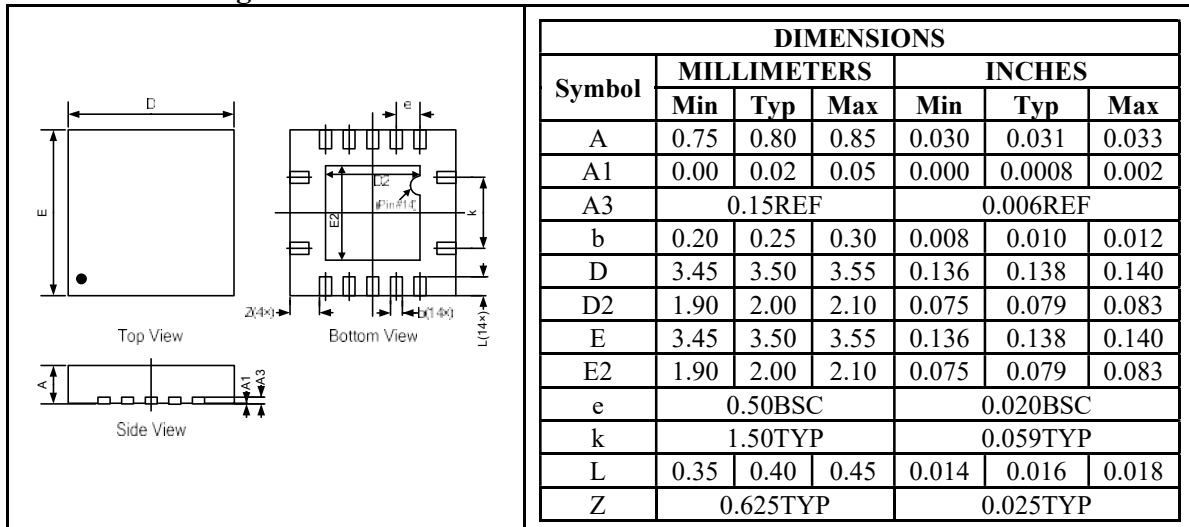 D
E
Top View
e
D2
(Pin#14)
E2
k
Z(4×)
b(14×)
L(14×)
Bottom View
A
A1
A3
Side View
DIMENSIONS
Symbol MILLIMETERS INCHES
Min Typ Max Min Typ Max
A 0.75 0.80 0.85 0.030 0.031 0.033
A1 0.00 0.02 0.05 0.000 0.0008 0.002
A3 0.15REF 0.006REF
b 0.20 0.25 0.30 0.008 0.010 0.012
D 3.45 3.50 3.55 0.136 0.138 0.140
D2 1.90 2.00 2.10 0.075 0.079 0.083
E 3.45 3.50 3.55 0.136 0.138 0.140
E2 1.90 2.00 2.10 0.075 0.079 0.083
e 0.50BSC 0.020BSC
k 1.50TYP 0.059TYP
L 0.35 0.40 0.45 0.014 0.016 0.018
Z 0.625TYP 0.025TYP